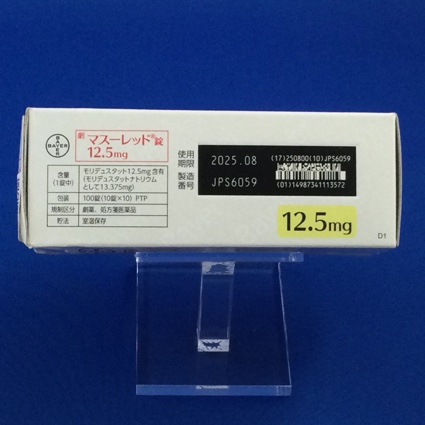 BAYER
BAYER
劇 マスーレッド®錠
12.5mg
含量
(1錠中)
モリデュスタット12.5mg 含有
(モリデュスタットナトリウム
として13.375mg)
包装 100錠(10錠×10) PTP
規制区分 劇薬、処方箋医薬品
貯法 室温保存
使用
期限
2025.08
製造
番号
JPS6059
(17)250800(10)JPS6059
(01)14987341113572
12.5mg
D1